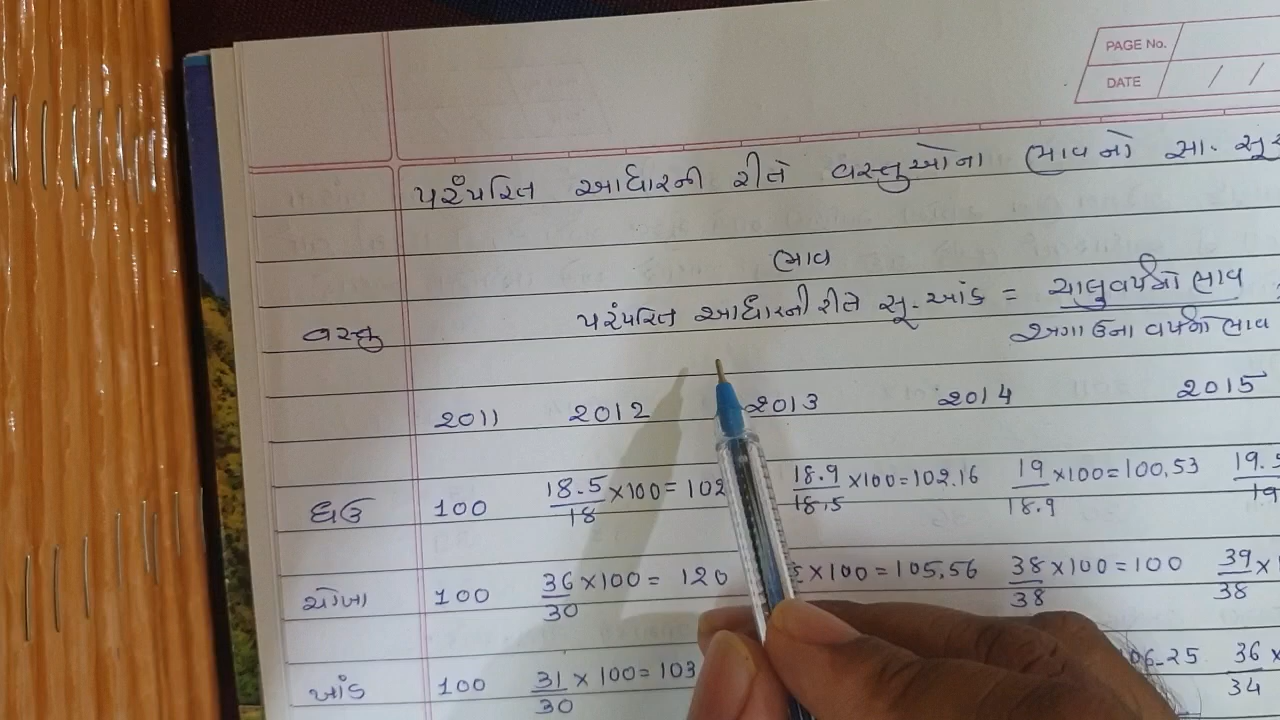 PAGE No.
DATE / /
પરંપરિત આધારની રીતે વસ્તુઓના ભાવનો સા.
ભાવ
પરંપરિત આધારની રીતે સૂ.આંક = ચાલુવર્ષનો ભાવ
વસ્તુ અગાઉના વર્ષનો ભાવ
2011 2012 2013 2014 2015
ઘઉં 100 18.5/18 ×100 = 102 18.9/18.5 ×100 = 102.16 19/18.9 ×100 = 100.53 19.
ચોખા 100 36/30 ×100 = 120 ×100 = 105.56 38/38 ×100 = 100 39/38 ×
ખાંડ 100 31/30 × 100 = 103 106.25 36/34 ×